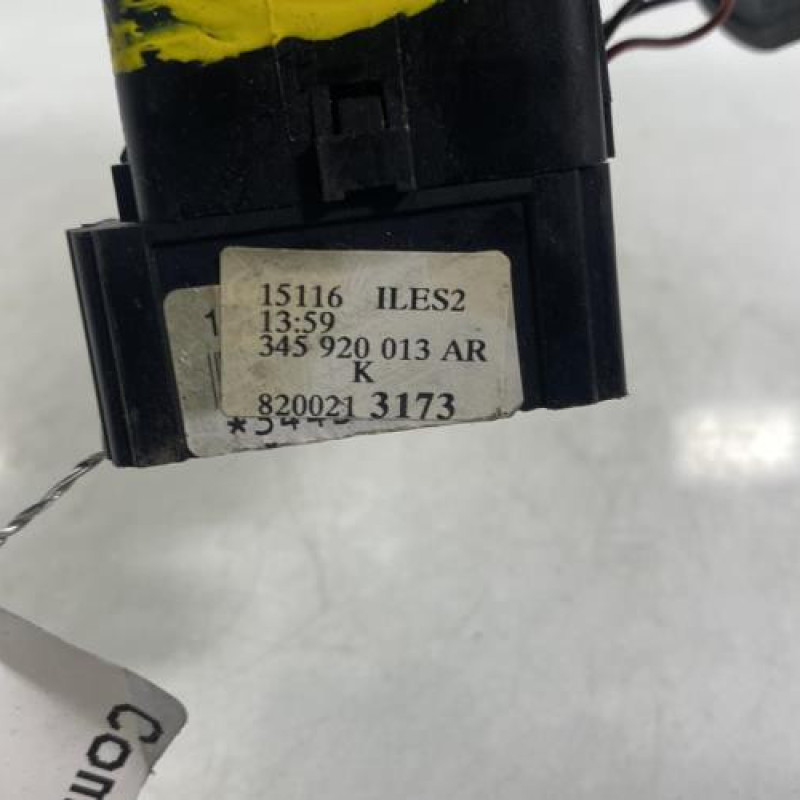 15116 ILES2
13:59
345 920 013 AR
K
820021 3173
Com